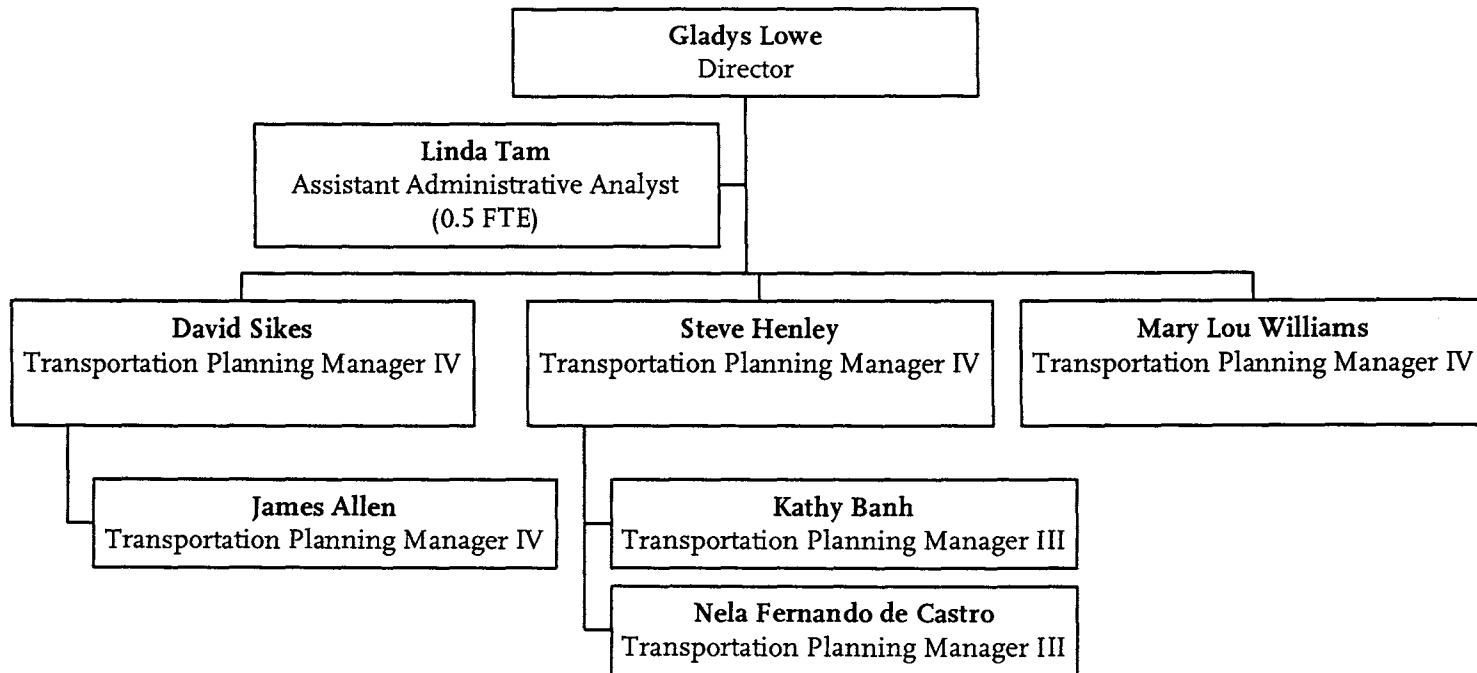 Gladys Lowe
Director
Linda Tam
Assistant Administrative Analyst
(0.5 FTE)
David Sikes
Transportation Planning Manager IV
Steve Henley
Transportation Planning Manager IV
Mary Lou Williams
Transportation Planning Manager IV
James Allen
Transportation Planning Manager IV
Kathy Banh
Transportation Planning Manager III
Nela Fernando de Castro
Transportation Planning Manager III